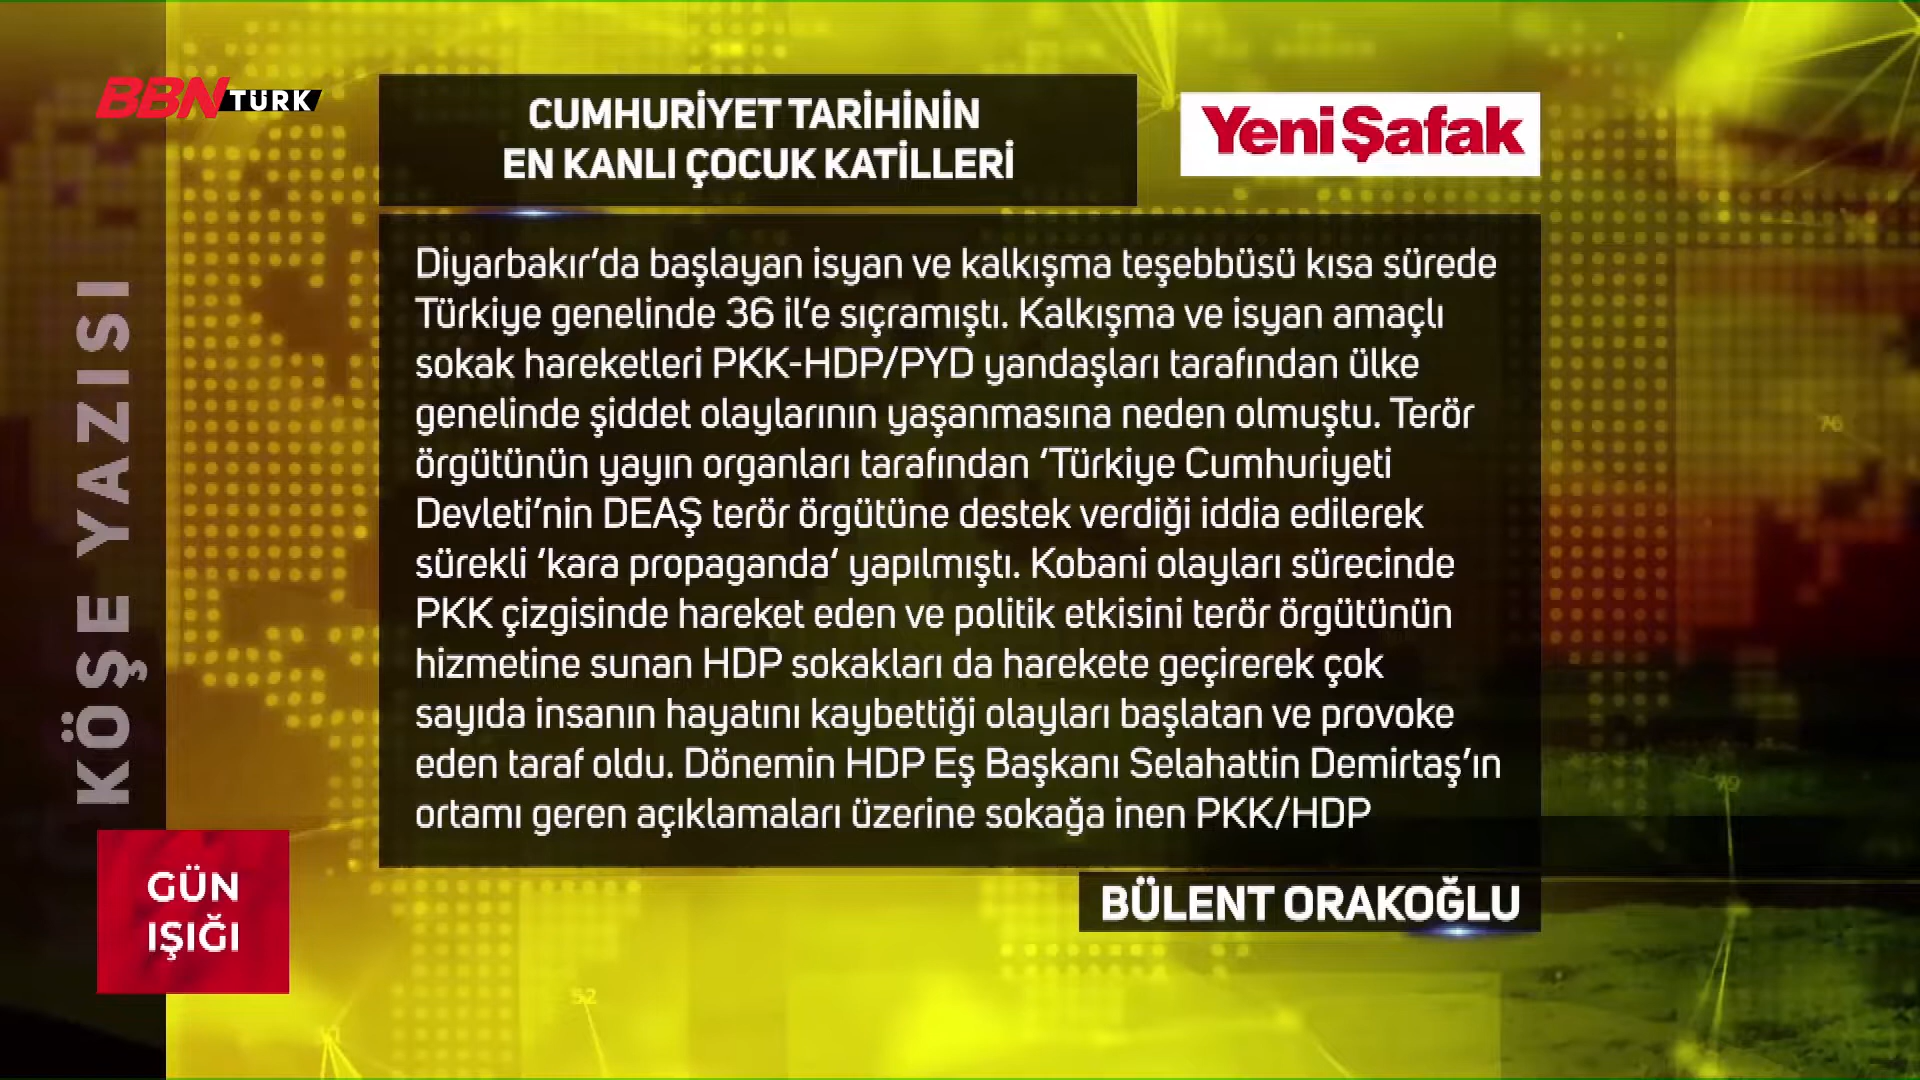 BBN TÜRK
CUMHURİYET TARİHİNİN
EN KANLI ÇOCUK KATİLLERİ
YeniŞafak
KÖŞE YAZISI
Diyarbakır’da başlayan isyan ve kalkışma teşebbüsü kısa sürede
Türkiye genelinde 36 il’e sıçramıştı. Kalkışma ve isyan amaçlı
sokak hareketleri PKK-HDP/PYD yandaşları tarafından ülke
genelinde şiddet olaylarının yaşanmasına neden olmuştu. Terör
örgütünün yayın organları tarafından ‘Türkiye Cumhuriyeti
Devleti’nin DEAŞ terör örgütüne destek verdiği iddia edilerek
sürekli ‘kara propaganda‘ yapılmıştı. Kobani olayları sürecinde
PKK çizgisinde hareket eden ve politik etkisini terör örgütünün
hizmetine sunan HDP sokakları da harekete geçirerek çok
sayıda insanın hayatını kaybettiği olayları başlatan ve provoke
eden taraf oldu. Dönemin HDP Eş Başkanı Selahattin Demirtaş’ın
ortamı geren açıklamaları üzerine sokağa inen PKK/HDP
BÜLENT ORAKOĞLU
GÜN
IŞIĞI
76
79
52